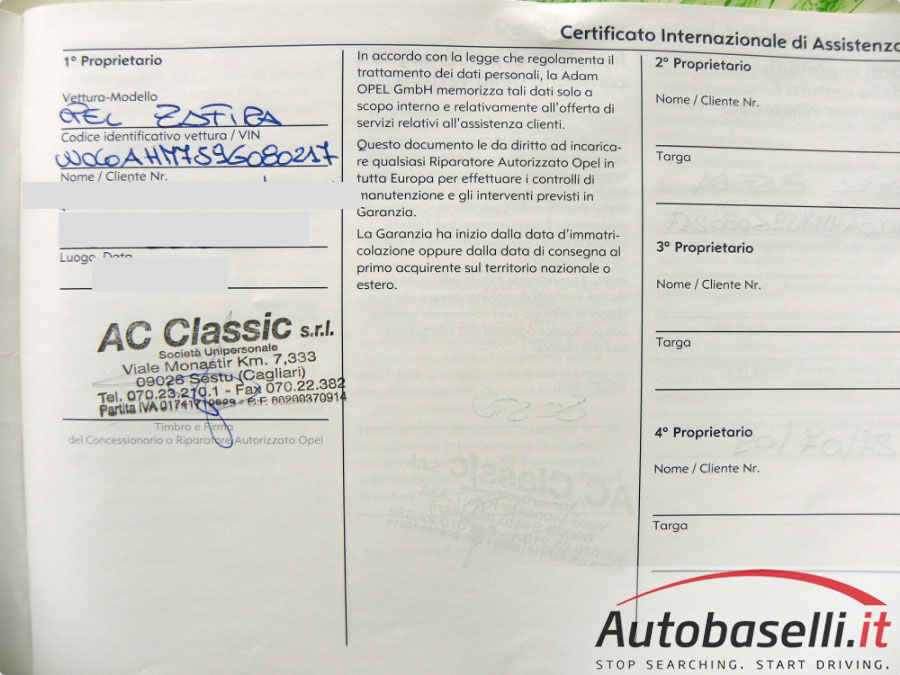 Certificato Internazionale di Assistenza
1° Proprietario
Vettura-Modello
OPEL ZAFIRA
Codice identificativo vettura / VIN
W0L0AHM759G080217
Nome / Cliente Nr.
Luogo, Data
AC Classic s.r.l.
Società Unipersonale
Viale Monastir Km. 7,333
09028 Sestu (Cagliari)
Tel. 070.23.210.1 - Fax 070.22.382
Partita IVA
Timbro e Firma
del Concessionario o Riparatore Autorizzato Opel
In accordo con la legge che regolamenta il
trattamento dei dati personali, la Adam
OPEL GmbH memorizza tali dati solo a
scopo interno e relativamente all'offerta di
servizi relativi all'assistenza clienti.
Questo documento le da diritto ad incarica-
re qualsiasi Riparatore Autorizzato Opel in
tutta Europa per effettuare i controlli di
manutenzione e gli interventi previsti in
Garanzia.
La Garanzia ha inizio dalla data d'immatri-
colazione oppure dalla data di consegna al
primo acquirente sul territorio nazionale o
estero.
2° Proprietario
Nome / Cliente Nr.
Targa
3° Proprietario
Nome / Cliente Nr.
Targa
4° Proprietario
Nome / Cliente Nr.
Targa
Autobaselli.it
STOP SEARCHING. START DRIVING.